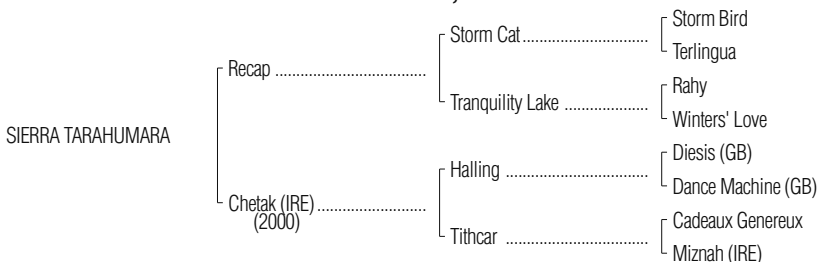 Storm Bird
Storm Cat
Terlingua
Recap
Rahy
Tranquility Lake
Winters' Love
SIERRA TARAHUMARA
Diesis (GB)
Halling
Dance Machine (GB)
Chetak (IRE)
(2000)
Cadeaux Genereux
Tithcar
Miznah (IRE)